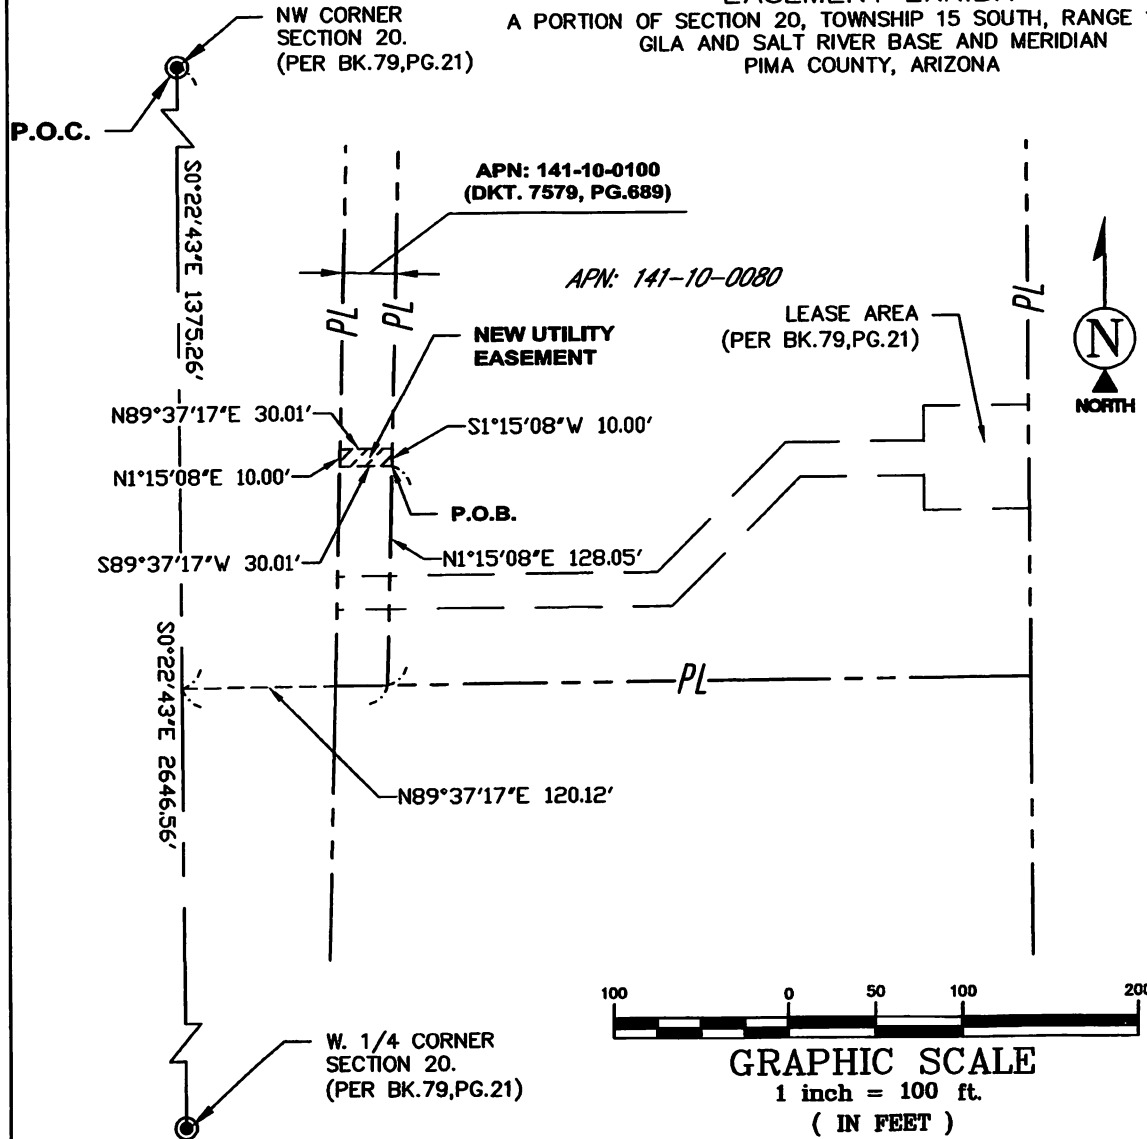 NW CORNER
SECTION 20.
(PER BK.79,PG.21)
A PORTION OF SECTION 20, TOWNSHIP 15 SOUTH, RANGE
GILA AND SALT RIVER BASE AND MERIDIAN
PIMA COUNTY, ARIZONA
P.O.C.
S0°22'43"E 1375.26'
APN: 141-10-0100
(DKT. 7579, PG.689)
APN: 141-10-0080
PL
PL
PL
LEASE AREA
(PER BK.79,PG.21)
N
NORTH
NEW UTILITY
EASEMENT
N89°37'17"E 30.01'
S1°15'08"W 10.00'
N1°15'08"E 10.00'
P.O.B.
S89°37'17"W 30.01'
N1°15'08"E 128.05'
S0°22'43"E 2646.56'
PL
N89°37'17"E 120.12'
W. 1/4 CORNER
SECTION 20.
(PER BK.79,PG.21)
100 0 50 100 200
GRAPHIC SCALE
1 inch = 100 ft.
( IN FEET )